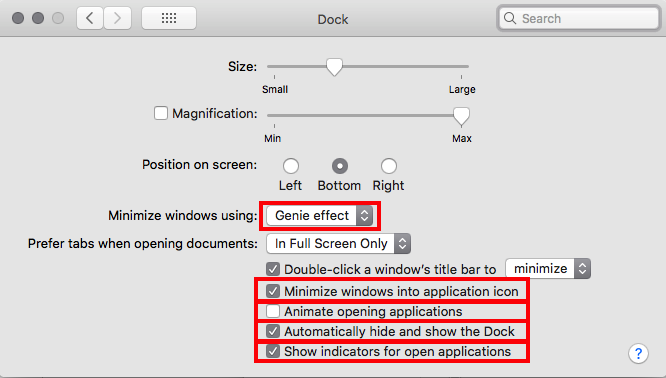 Dock
Search
Size:
Small Large
Magnification:
Min Max
Position on screen:
Left Bottom Right
Minimize windows using: Genie effect
Prefer tabs when opening documents: In Full Screen Only
Double-click a window's title bar to minimize
Minimize windows into application icon
Animate opening applications
Automatically hide and show the Dock
Show indicators for open applications
?